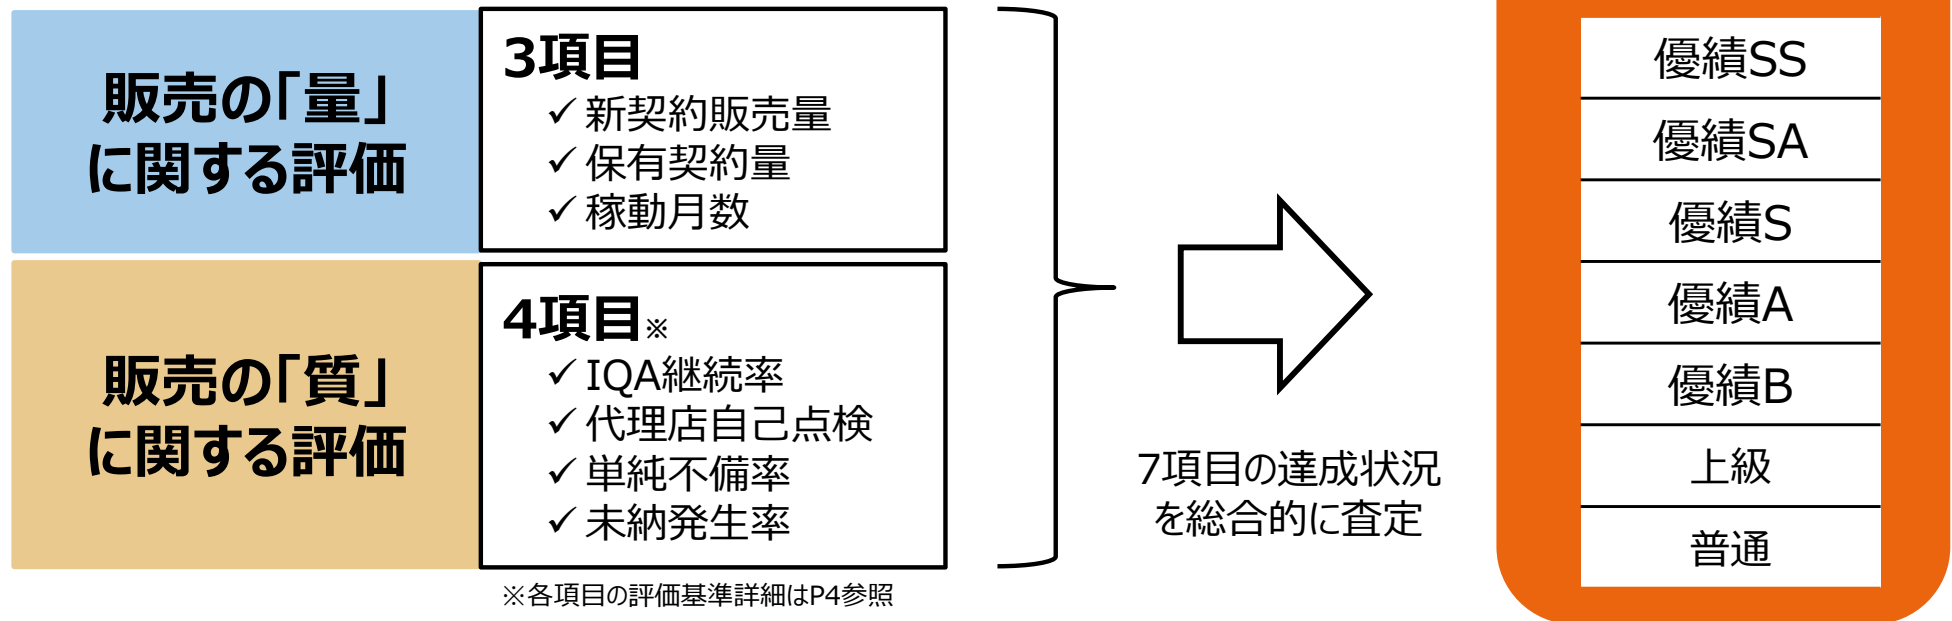 販売の「量」
に関する評価
3項目
✓新契約販売量
✓保有契約量
✓稼動月数
販売の「質」
に関する評価
4項目※
✓IQA継続率
✓代理店自己点検
✓単純不備率
✓未納発生率
※各項目の評価基準詳細はP4参照
7項目の達成状況
を総合的に査定
優績SS
優績SA
優績S
優績A
優績B
上級
普通